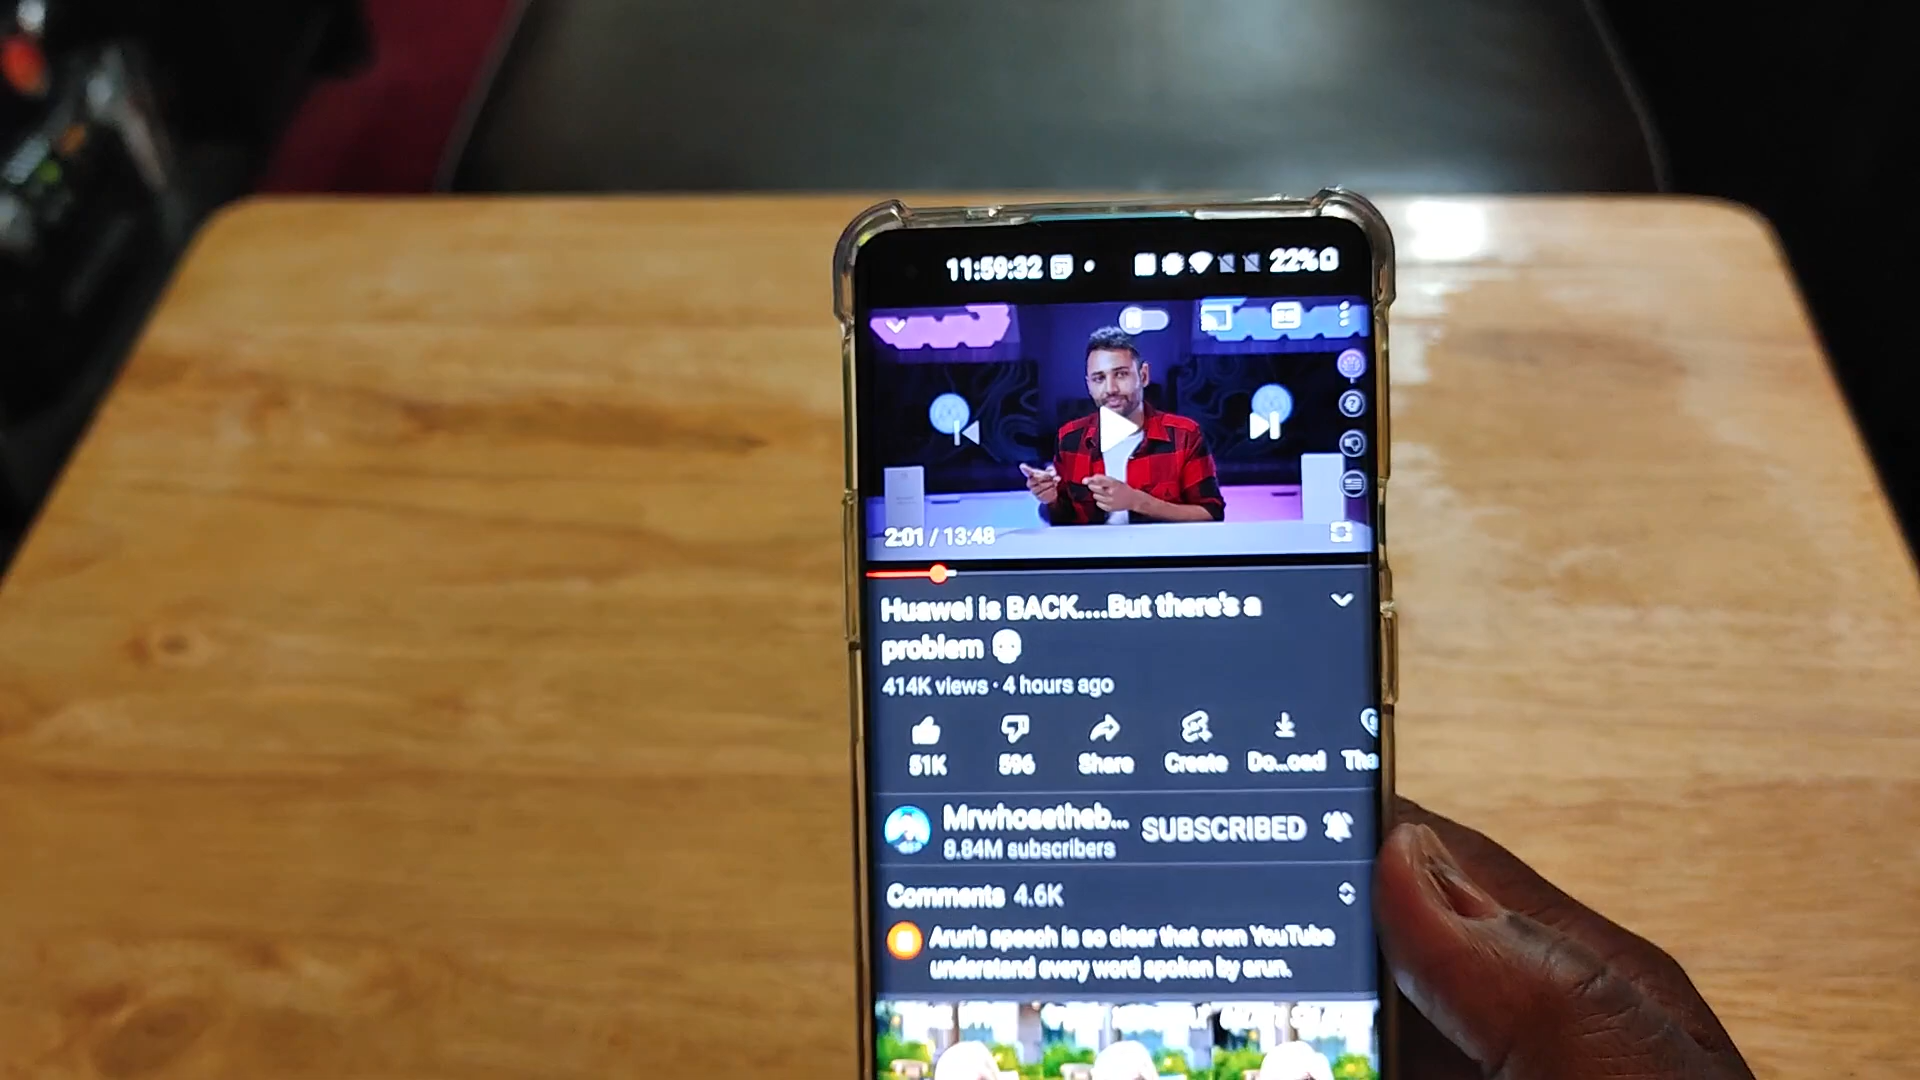 11:59:32
22%
2:01 / 13:48
Huawei is BACK....But there's a
problem 💀
414K views · 4 hours ago
51K
596
Share
Create
Do...oad
Tha
Mrwhosetheb...
8.84M subscribers
SUBSCRIBED
Comments 4.6K
Arun's speech is so clear that even YouTube
understand every word spoken by arun.